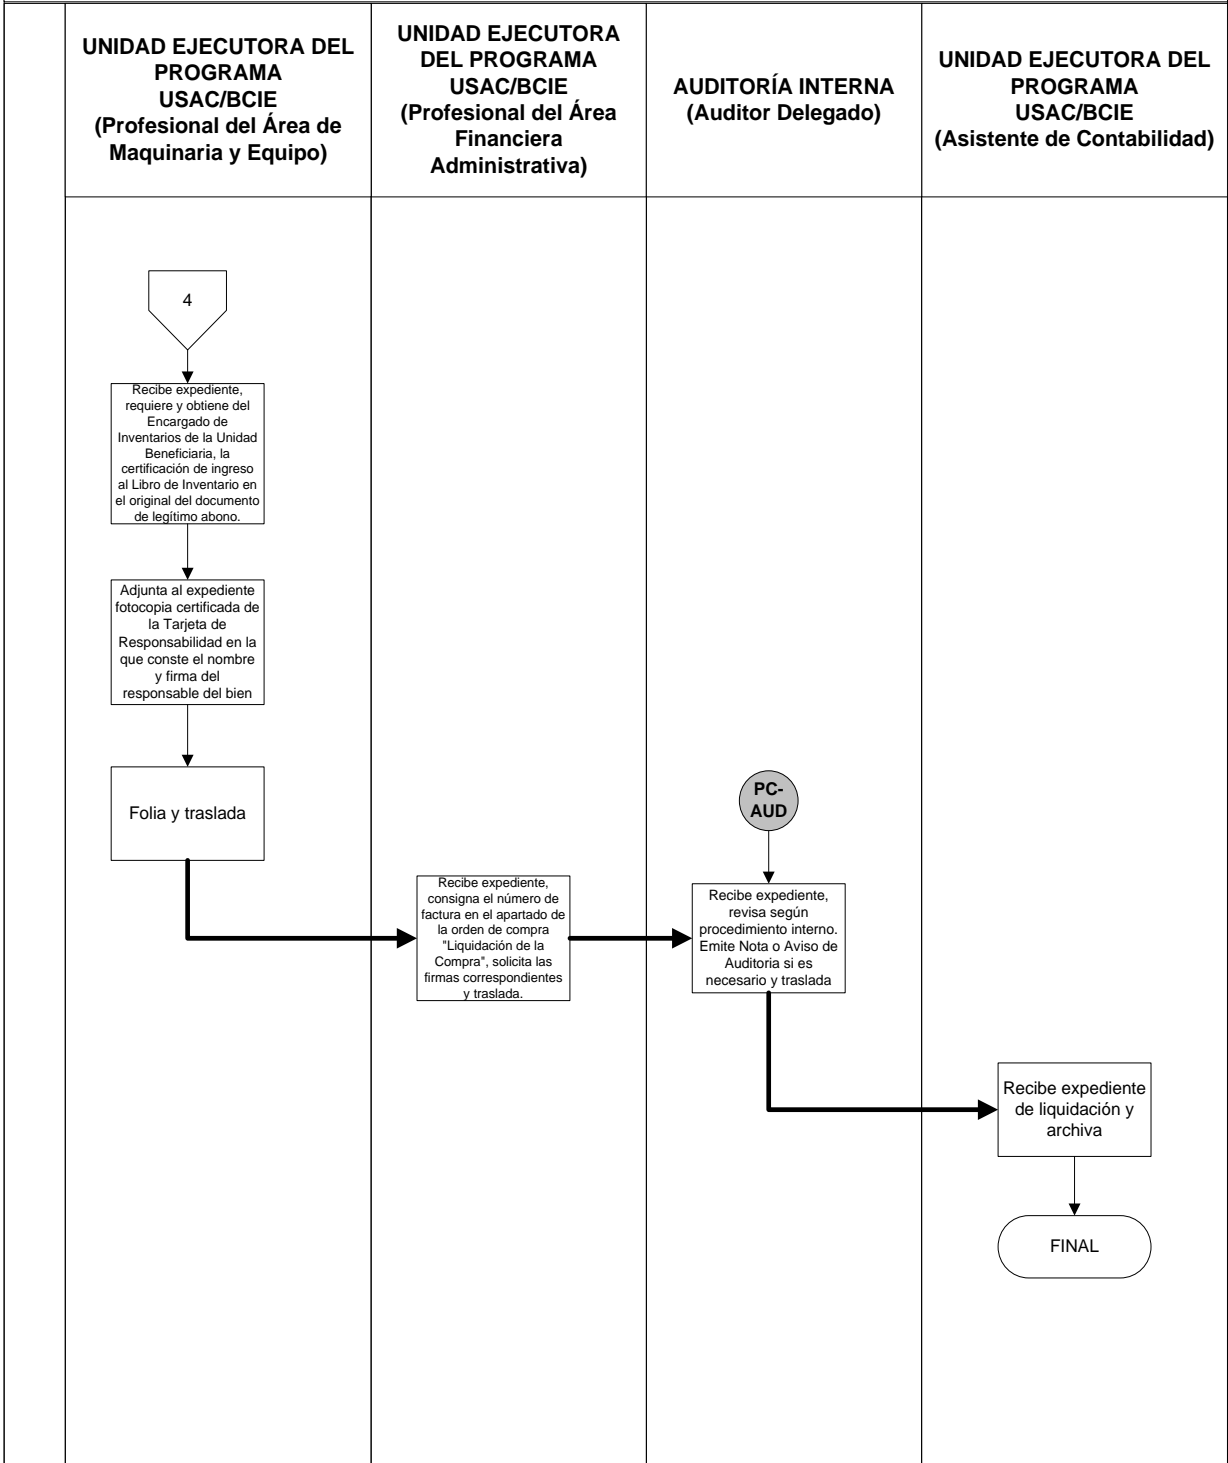 UNIDAD EJECUTORA DEL
PROGRAMA
USAC/BCIE
(Profesional del Área de
Maquinaria y Equipo)
UNIDAD EJECUTORA
DEL PROGRAMA
USAC/BCIE
(Profesional del Área
Financiera
Administrativa)
AUDITORÍA INTERNA
(Auditor Delegado)
UNIDAD EJECUTORA DEL
PROGRAMA
USAC/BCIE
(Asistente de Contabilidad)
4
Recibe expediente,
requiere y obtiene del
Encargado de
Inventarios de la Unidad
Beneficiaria, la
certificación de ingreso
al Libro de Inventario en
el original del documento
de legítimo abono.
Adjunta al expediente
fotocopia certificada de
la Tarjeta de
Responsabilidad en la
que conste el nombre
y firma del
responsable del bien
Folia y traslada
Recibe expediente,
consigna el número de
factura en el apartado de
la orden de compra
"Liquidación de la
Compra", solicita las
firmas correspondientes
y traslada.
PC-
AUD
Recibe expediente,
revisa según
procedimiento interno.
Emite Nota o Aviso de
Auditoria si es
necesario y traslada
Recibe expediente
de liquidación y
archiva
FINAL